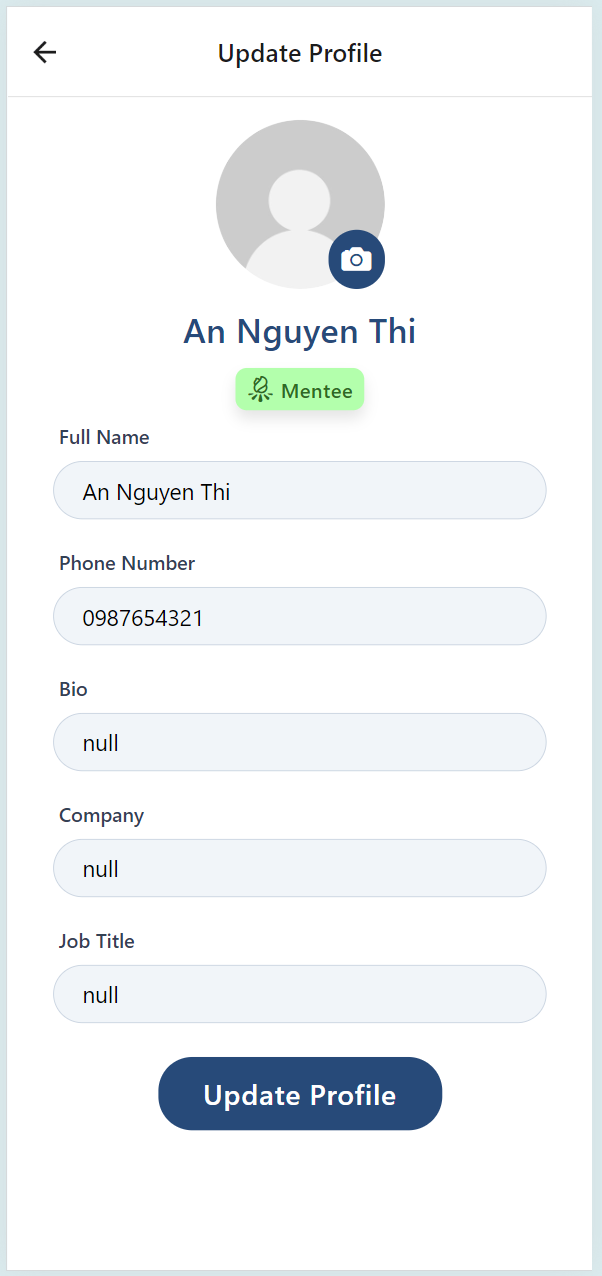 Update Profile
An Nguyen Thi
Mentee
Full Name
An Nguyen Thi
Phone Number
0987654321
Bio
null
Company
null
Job Title
null
Update Profile